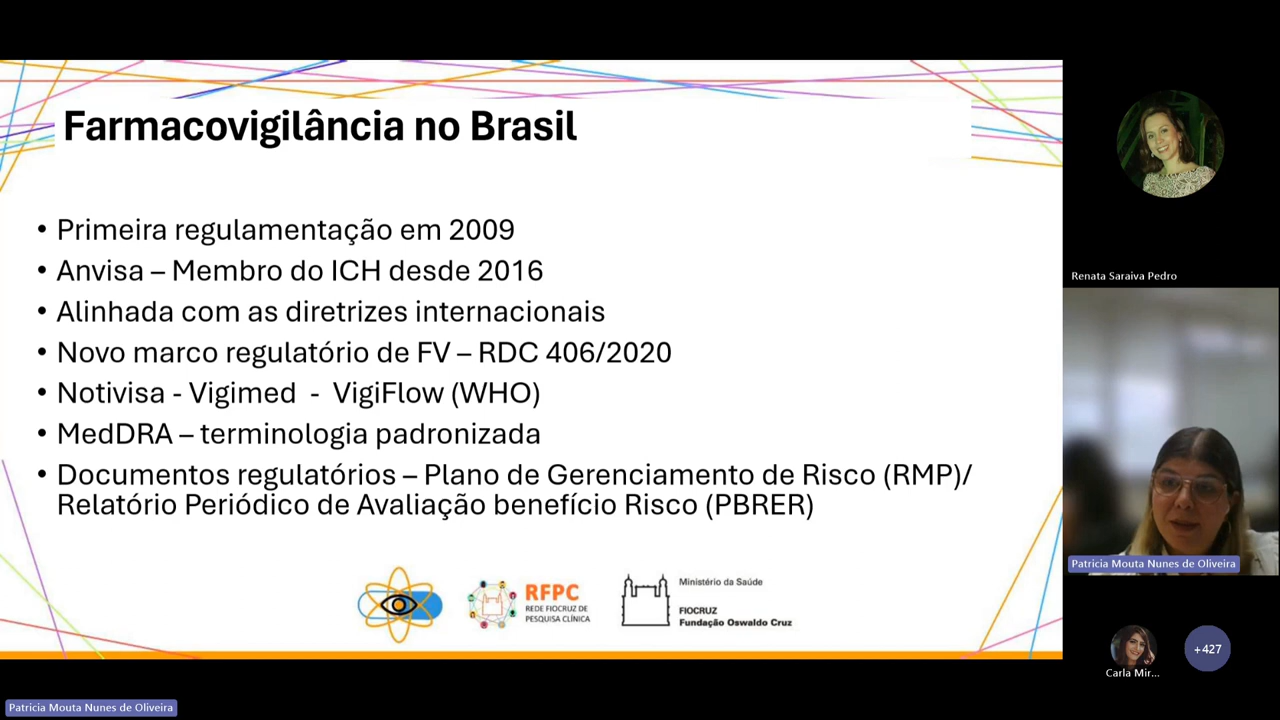 Farmacovigilância no Brasil
• Primeira regulamentação em 2009
• Anvisa – Membro do ICH desde 2016
• Alinhada com as diretrizes internacionais
• Novo marco regulatório de FV – RDC 406/2020
• Notivisa - Vigimed  -  VigiFlow (WHO)
• MedDRA – terminologia padronizada
• Documentos regulatórios – Plano de Gerenciamento de Risco (RMP)/
Relatório Periódico de Avaliação benefício Risco (PBRER)
RFPC
REDE FIOCRUZ DE
PESQUISA CLÍNICA
Ministério da Saúde
FIOCRUZ
Fundação Oswaldo Cruz
Renata Saraiva Pedro
Patricia Mouta Nunes de Oliveira
Carla Mir...
+427
Patricia Mouta Nunes de Oliveira